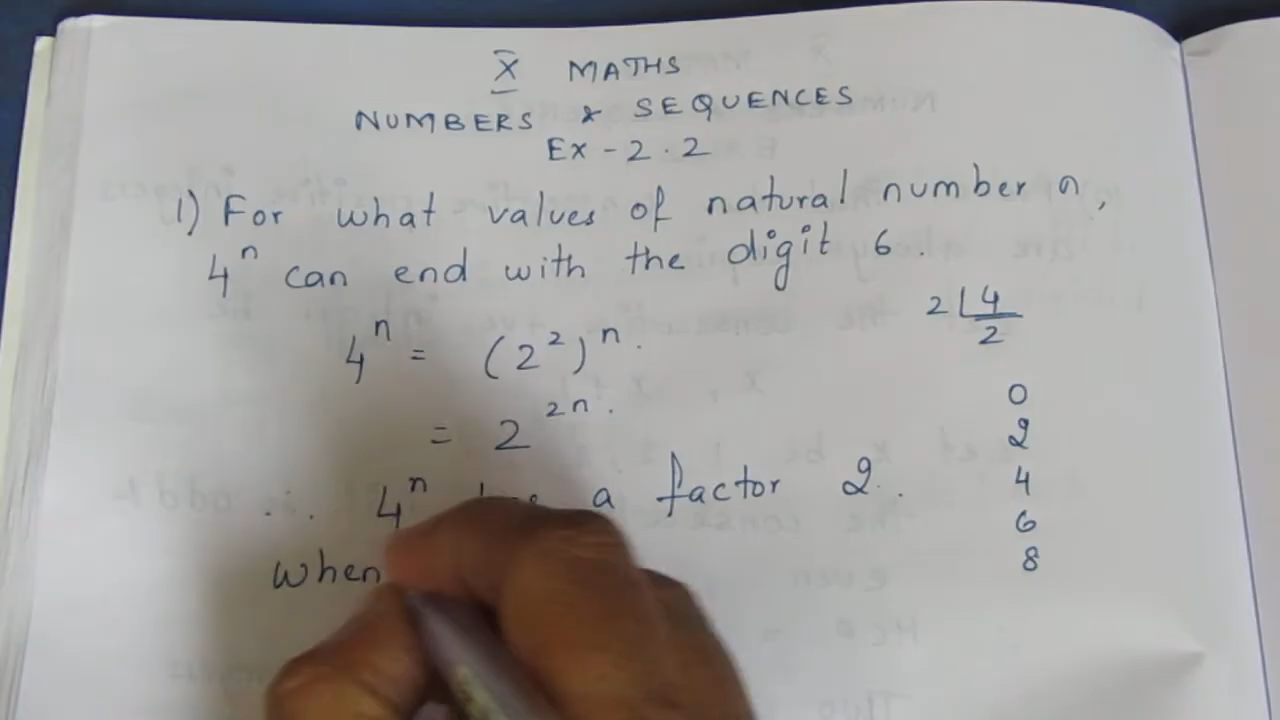 X MATHS
NUMBERS & SEQUENCES
Ex - 2.2
1) For what values of natural number n,
4ⁿ can end with the digit 6.
2 | 4
2
4ⁿ = (2²)ⁿ.
= 2²ⁿ.
0
2
4
6
8
∴ 4ⁿ a factor 2.
when